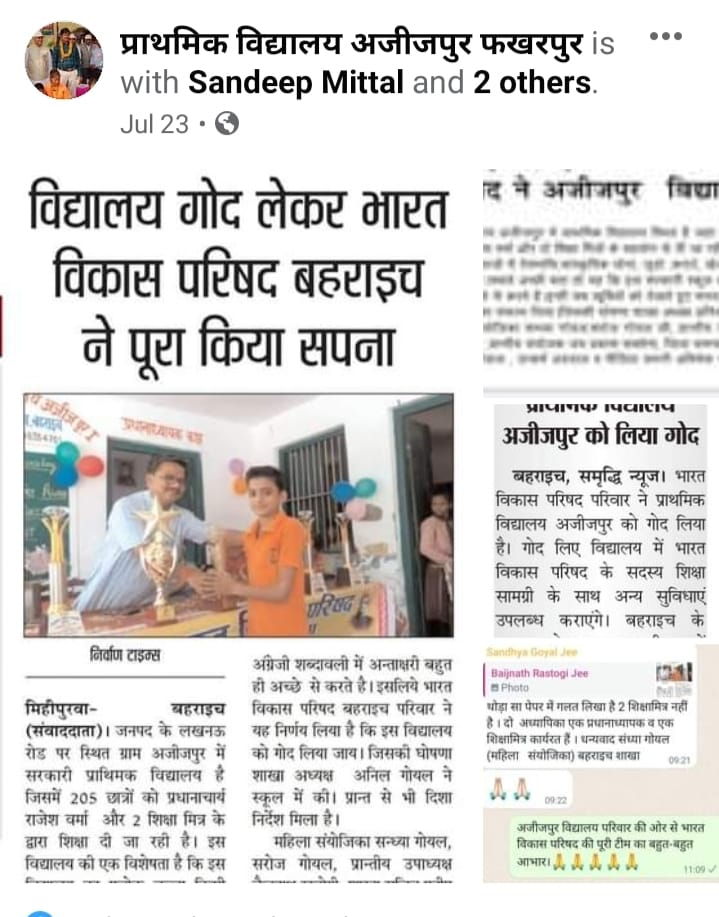 प्राथमिक विद्यालय अजीजपुर फखरपुर is
with Sandeep Mittal and 2 others.
Jul 23 •
विद्यालय गोद लेकर भारत
विकास परिषद बहराइच
ने पूरा किया सपना
प्रधानाध्यापक कक्ष
परिषद
निर्वाण टाइम्स
मिहीपुरवा- बहराइच
(संवाददाता)। जनपद के लखनऊ
रोड पर स्थित ग्राम अजीजपुर में
सरकारी प्राथिमक विद्यालय है
जिसमें 205 छात्रों को प्रधानाचार्य
राजेश वर्मा और 2 शिक्षा मित्र के
द्वारा शिक्षा दी जा रही है। इस
विद्यालय की एक विशेषता है कि इस
अंग्रेजी शब्दावली में अन्ताक्षरी बहुत
ही अच्छे से करते है। इसलिये भारत
विकास परिषद बहराइच परिवार ने
यह निर्णय लिया है कि इस विद्यालय
को गोद लिया जाय। जिसकी घोषणा
शाखा अध्यक्ष अनिल गोयल ने
स्कूल में की। प्रान्त से भी दिशा
निर्देश मिला है।
महिला संयोजिका सन्ध्या गोयल,
सरोज गोयल, प्रान्तीय उपाध्यक्ष
द ने अजीजपुर विद्या
प्राथमिक विद्यालय
अजीजपुर को लिया गोद
बहराइच, समृद्धि न्यूज। भारत
विकास परिषद परिवार ने प्राथमिक
विद्यालय अजीजपुर को गोद लिया
है। गोद लिए विद्यालय में भारत
विकास परिषद के सदस्य शिक्षा
सामग्री के साथ अन्य सुविधाएं
उपलब्ध कराएंगे। बहराइच के
Sandhya Goyal Jee
Baijnath Rastogi Jee
Photo
थोड़ा सा पेपर में गलत लिखा है 2 शिक्षामित्र नहीं
है । दो अध्यापिका एक प्रधानाध्यापक व एक
शिक्षामित्र कार्यरत हैं । धन्यवाद संध्या गोयल
(महिला संयोजिका) बहराइच शाखा
09:21
🙏🏻 🙏🏻
09:22
अजीजपुर विद्यालय परिवार की ओर से भारत
विकास परिषद की पूरी टीम का बहुत-बहुत
आभार।🙏🙏🙏🙏🙏
11:09